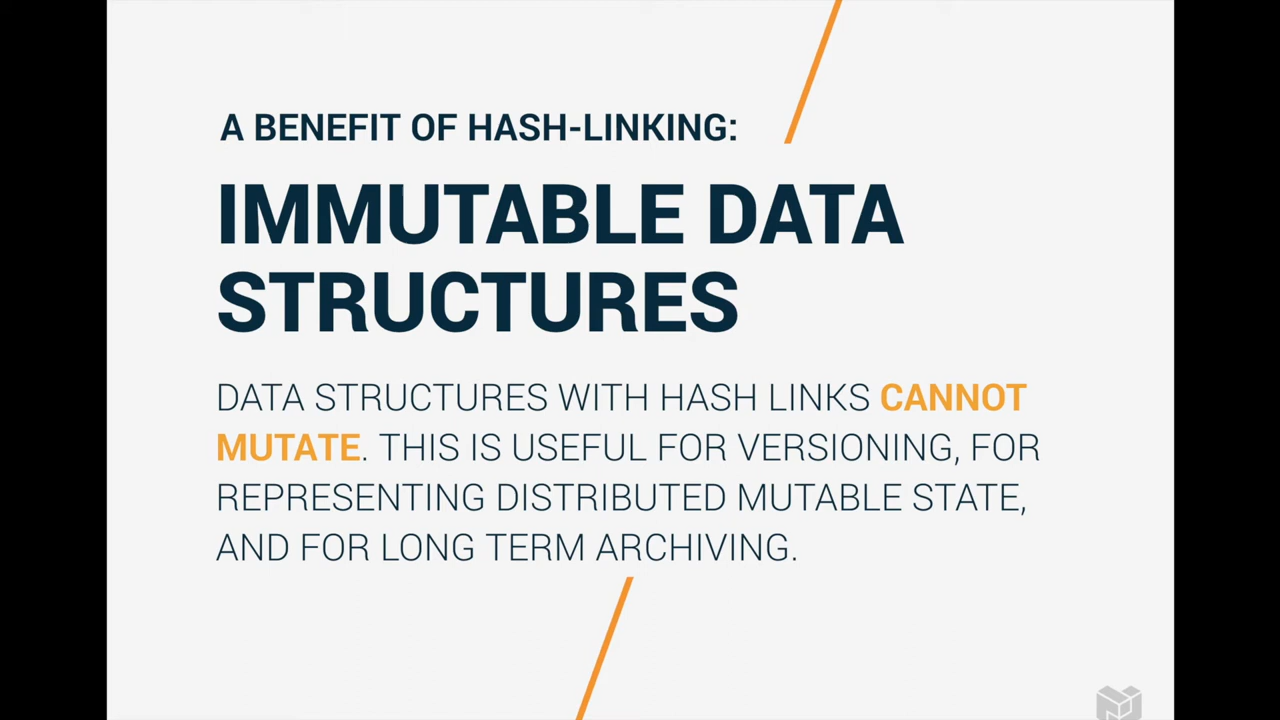 A BENEFIT OF HASH-LINKING:
IMMUTABLE DATA
STRUCTURES
DATA STRUCTURES WITH HASH LINKS CANNOT
MUTATE. THIS IS USEFUL FOR VERSIONING, FOR
REPRESENTING DISTRIBUTED MUTABLE STATE,
AND FOR LONG TERM ARCHIVING.